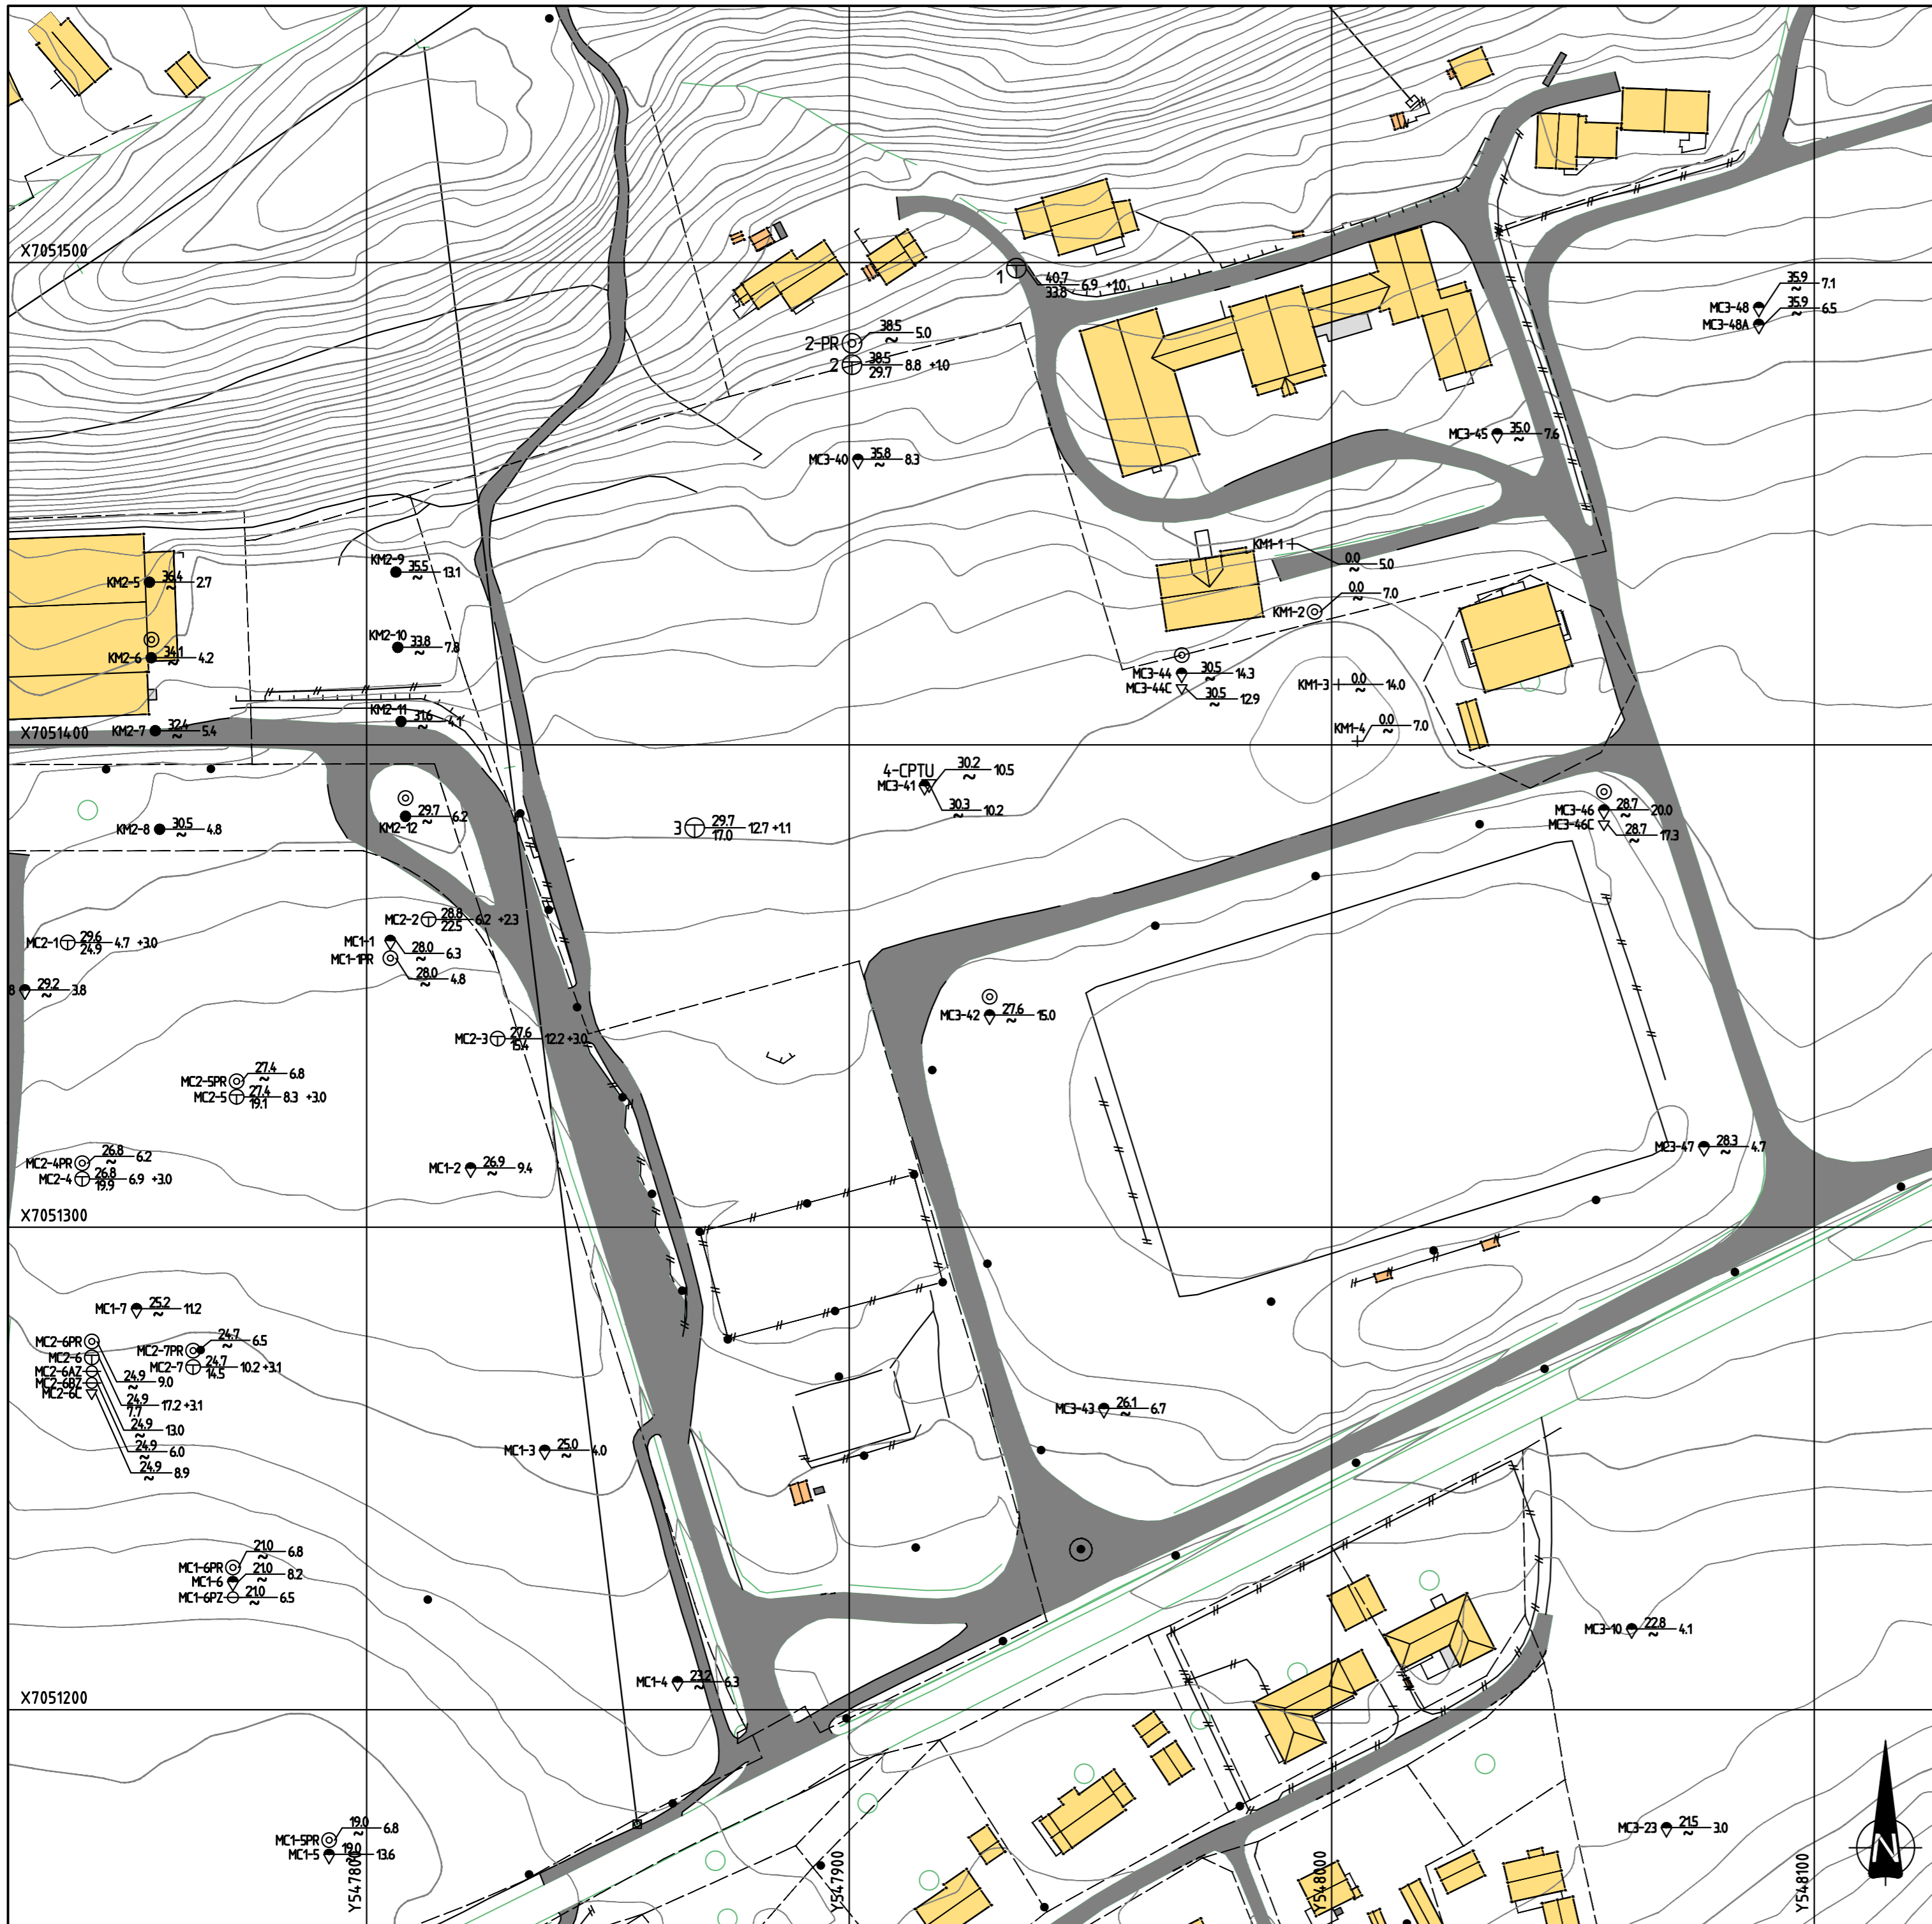 X7051500
1 40.7 6.9 +1.0
33.8
35.9 7.1
MC3-48 ~
35.9 6.5
MC3-48A ~
2-PR 38.5 5.0
~
2 38.5 8.8 +1.0
29.7
MC3-45 35.0 7.6
~
MC3-40 35.8 8.3
~
KM2-9
35.5 13.1
~
KM1-1 0.0 5.0
~
KM2-5 36.4 2.7
~
KM1-2 0.0 7.0
~
KM2-10
33.8 7.8
~
KM2-6 34.1 4.2
~
MC3-44 30.5 14.3
~
MC3-44C 30.5 12.9
~
KM1-3 0.0 14.0
~
KM2-11
31.6 4.1
~
KM2-7 32.4 5.4
~
KM1-4 0.0 7.0
~
X7051400
4-CPTU 30.2 10.5
~
MC3-41
30.3 10.2
~
29.7 6.2
~
KM2-12
KM2-8 30.5 4.8
~
3 29.7 12.7 +1.1
17.0
MC3-46 28.7 20.0
~
MC3-46C 28.7 17.3
~
MC2-2 28.8 6.2 +2.3
22.5
MC2-1 29.6 4.7 +3.0
24.9
MC1-1 28.0 6.3
~
MC1-1PR 28.0 4.8
~
8 29.2 3.8
~
MC3-42 27.6 15.0
~
MC2-3 27.6 12.2 +3.0
15.4
MC2-5PR 27.4 6.8
~
MC2-5 27.4 8.3 +3.0
19.1
MC3-47 28.3 4.7
~
MC2-4PR 26.8 6.2
~
MC2-4 26.8 6.9 +3.0
19.9
MC1-2 26.9 9.4
~
X7051300
MC1-7 25.2 11.2
~
MC2-6PR
MC2-6
MC2-6AZ
MC2-6BZ
MC2-6C
MC2-7PR 24.7 6.5
~
MC2-7 24.7 10.2 +3.1
14.5
24.9 9.0
~
24.9 17.2 +3.1
7.7
24.9 13.0
~
24.9 6.0
~
24.9 8.9
~
MC3-43 26.1 6.7
~
MC1-3 25.0 4.0
~
MC1-6PR 21.0 6.8
~
MC1-6 21.0 8.2
~
MC1-6PZ 21.0 6.5
~
MC3-10 22.8 4.1
~
MC1-4 23.2 6.3
~
X7051200
MC1-5PR 19.0 6.8
~
MC1-5 19.0 13.6
~
MC3-23 21.5 3.0
~
Y547800
Y547900
Y548000
Y548100
N